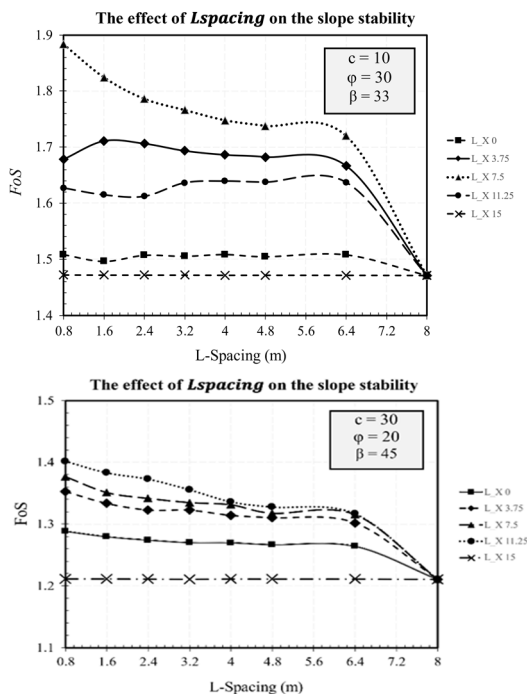 The effect of Lspacing on the slope stability
1.9
1.8
1.7
1.6
1.5
1.4
FoS
c = 10
φ = 30
β = 33
L_X 0
L_X 3.75
L_X 7.5
L_X 11.25
L_X 15
0.8 1.6 2.4 3.2 4 4.8 5.6 6.4 7.2 8
L-Spacing (m)
The effect of Lspacing on the slope stability
1.5
1.4
1.3
1.2
1.1
FoS
c = 30
φ = 20
β = 45
L_X 0
L_X 3.75
L_X 7.5
L_X 11.25
L_X 15
0.8 1.6 2.4 3.2 4 4.8 5.6 6.4 7.2 8
L-Spacing (m)